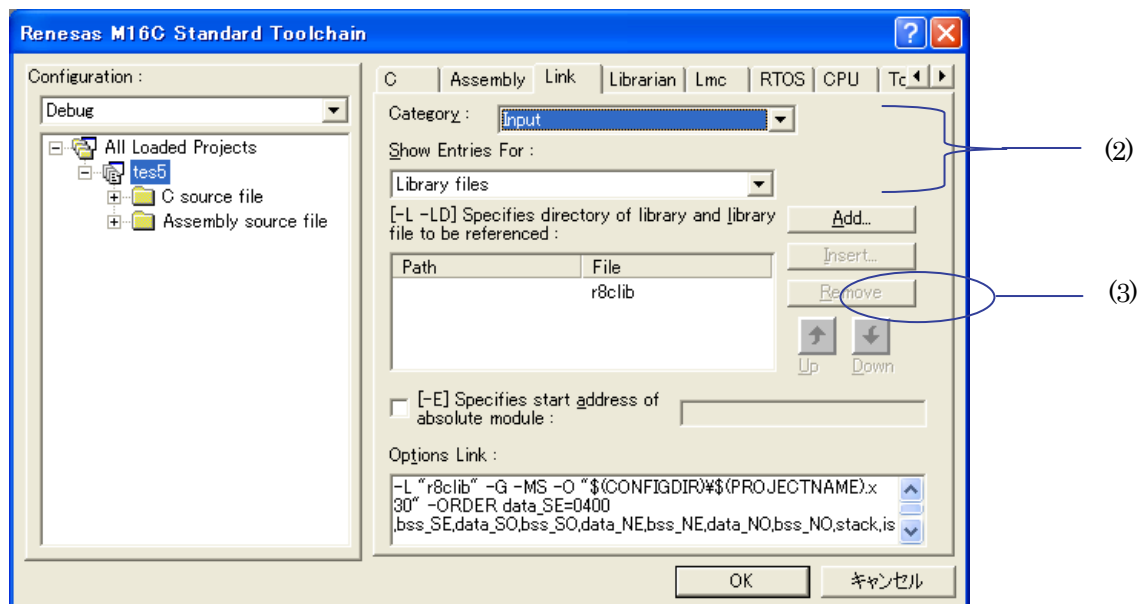 Renesas M16C Standard Toolchain
Configuration :
Debug
All Loaded Projects
tes5
C source file
Assembly source file
C Assembly Link Librarian Lmc RTOS CPU
Category : Input
(2)
Show Entries For :
Library files
[-L -LD] Specifies directory of library and library
file to be referenced :
Add...
Insert...
Path File
r8clib
Remove
(3)
Up Down
[-E] Specifies start address of
absolute module :
Options Link :
-L "r8clib" -G -MS -O "$(CONFIGDIR)¥$(PROJECTNAME).x
30" -ORDER data_SE=0400
,bss_SE,data_SO,bss_SO,data_NE,bss_NE,data_NO,bss_NO,stack,is
OK キャンセル